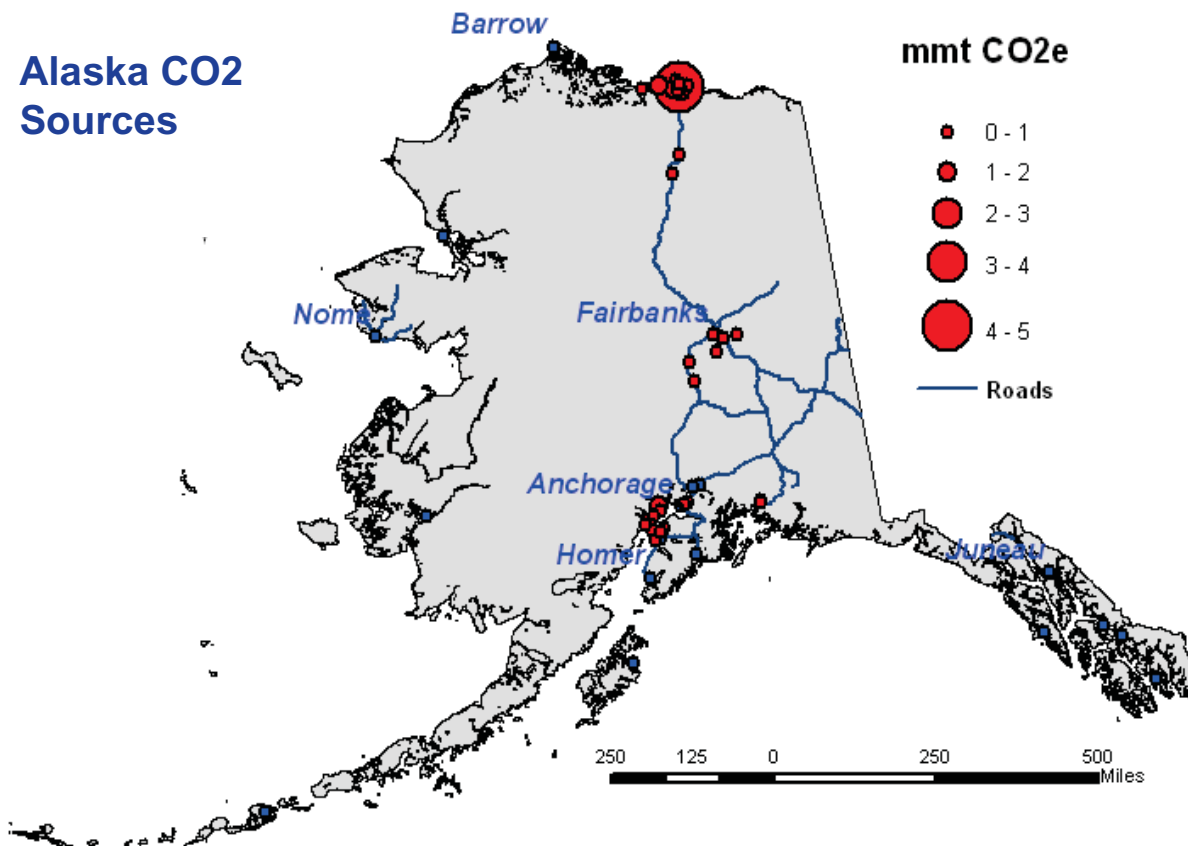 Alaska CO2
Sources
Barrow
mmt CO2e
0 - 1
1 - 2
2 - 3
3 - 4
4 - 5
Roads
Nome
Fairbanks
Anchorage
Homer
Juneau
250 125 0 250 500
Miles